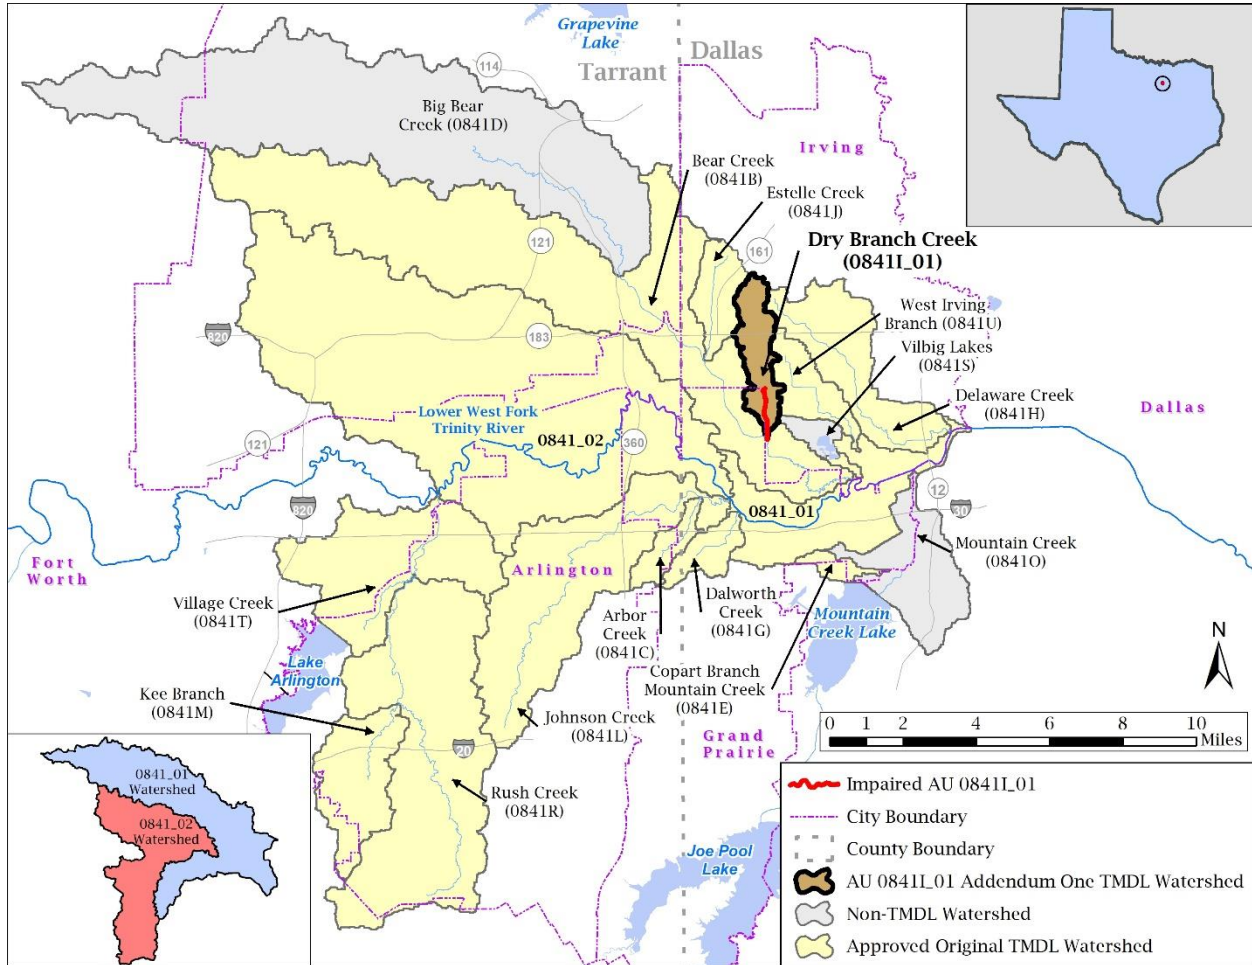 Grapevine
Lake
Tarrant
Dallas
114
Big Bear
Creek (0841D)
Irving
Bear Creek
(0841B)
Estelle Creek
(0841J)
Dry Branch Creek
(0841I_01)
161
121
West Irving
Branch (0841U)
Vilbig Lakes
(0841S)
820
183
Delaware Creek
(0841H)
Dallas
Lower West Fork
Trinity River
0841_02
121
360
820
0841_01
12
30
Fort
Worth
Arlington
Mountain Creek
(0841O)
Village Creek
(0841T)
Arbor
Creek
(0841C)
Dalworth
Creek
(0841G)
Mountain
Creek Lake
Lake
Arlington
Copart Branch
Mountain Creek
(0841E)
N
Kee Branch
(0841M)
Johnson Creek
(0841L)
20
Grand
Prairie
0 1 2 4 6 8 10
Miles
Rush Creek
(0841R)
Joe Pool
Lake
0841_01
Watershed
0841_02
Watershed
Impaired AU 0841I_01
City Boundary
County Boundary
AU 0841I_01 Addendum One TMDL Watershed
Non-TMDL Watershed
Approved Original TMDL Watershed